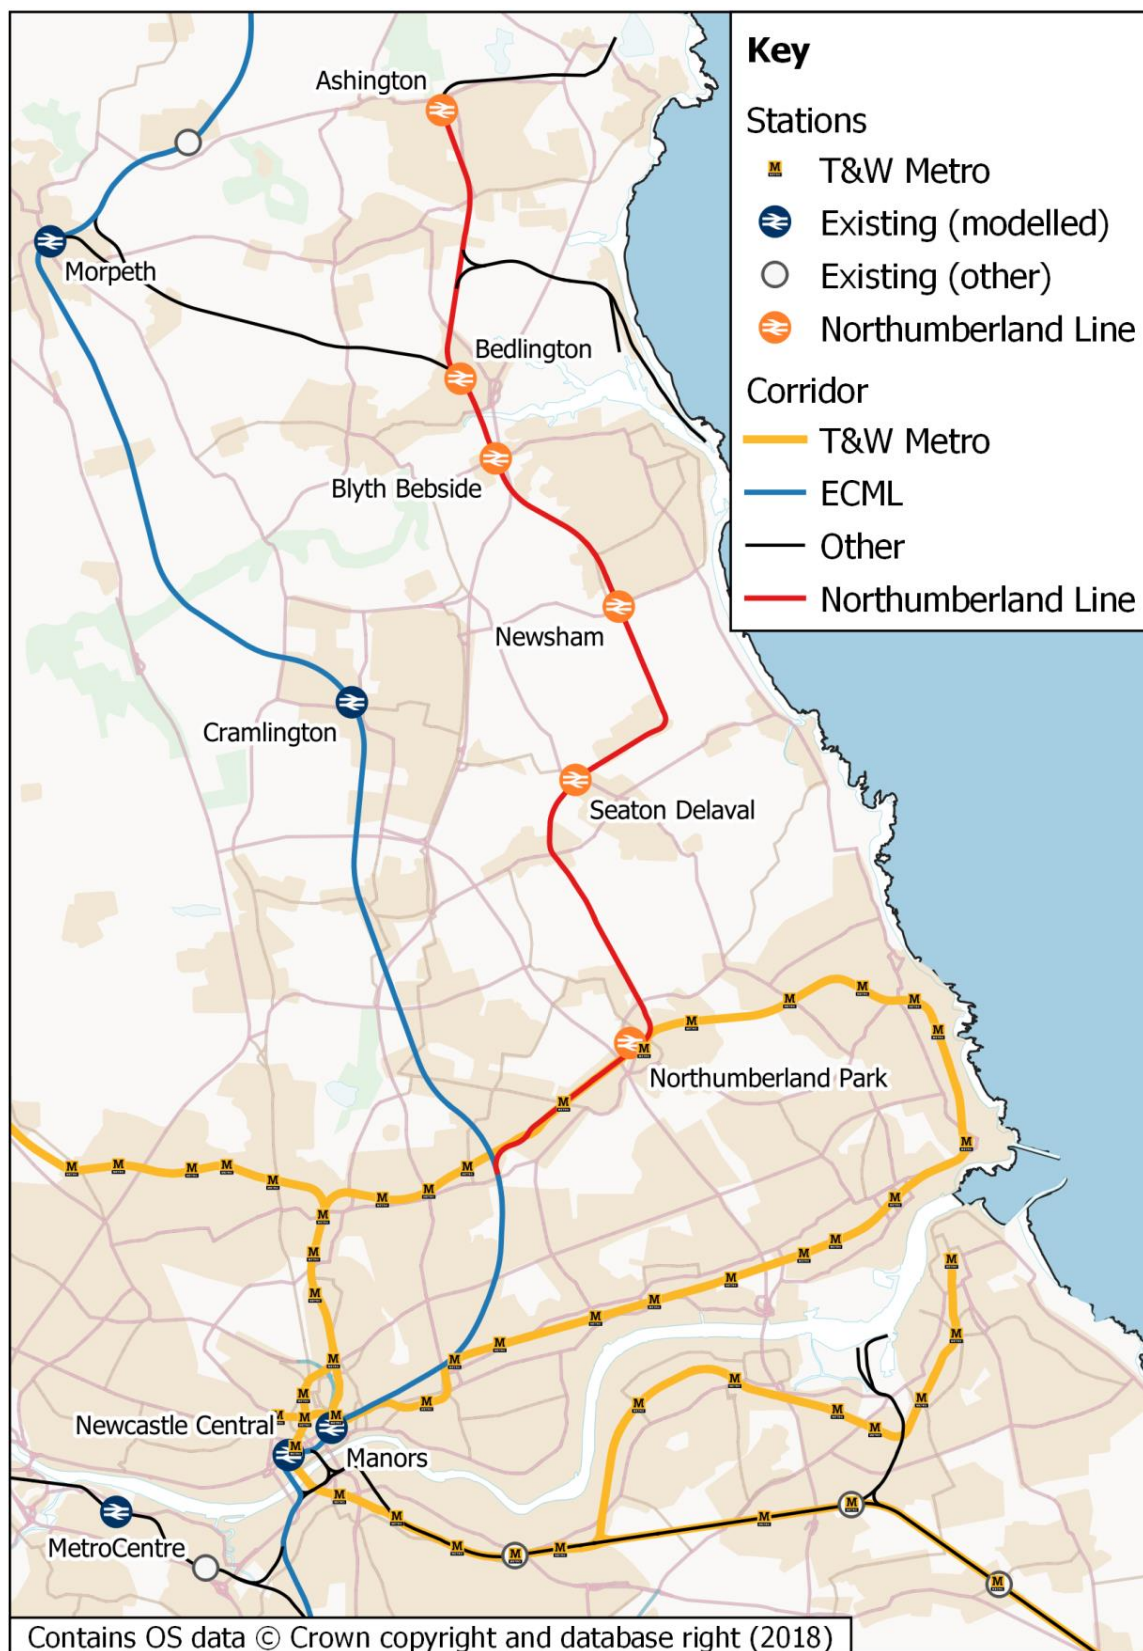 Key
Stations
T&W Metro
Existing (modelled)
Existing (other)
Northumberland Line
Corridor
T&W Metro
ECML
Other
Northumberland Line
Ashington
Morpeth
Bedlington
Blyth Bebside
Newsham
Cramlington
Seaton Delaval
Northumberland Park
Newcastle Central
Manors
MetroCentre
Contains OS data © Crown copyright and database right (2018)